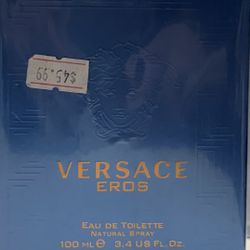 $45.99
VERSACE
EROS
EAU DE TOILETTE
NATURAL SPRAY
100 ML ℮ 3.4 US FL.OZ.